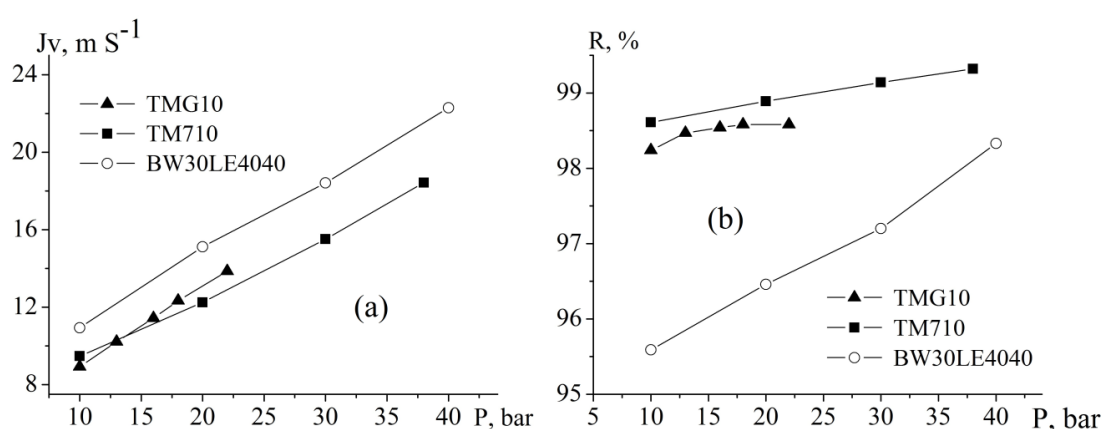 Jv, m S⁻¹
24
20
16
12
8
10 15 20 25 30 35 40 P, bar
TMG10
TM710
BW30LE4040
(a)
R, %
99
98
97
96
95
5 10 15 20 25 30 35 40 P, bar
(b)
TMG10
TM710
BW30LE4040